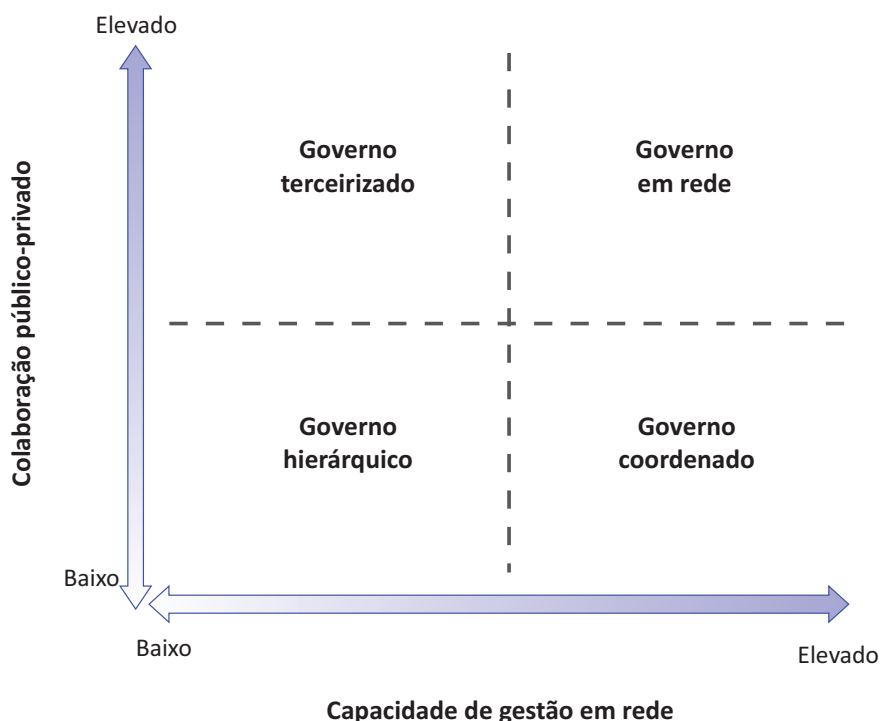 Elevado
Governo
terceirizado
Governo
em rede
Colaboração público-privado
Governo
hierárquico
Governo
coordenado
Baixo
Baixo
Elevado
Capacidade de gestão em rede